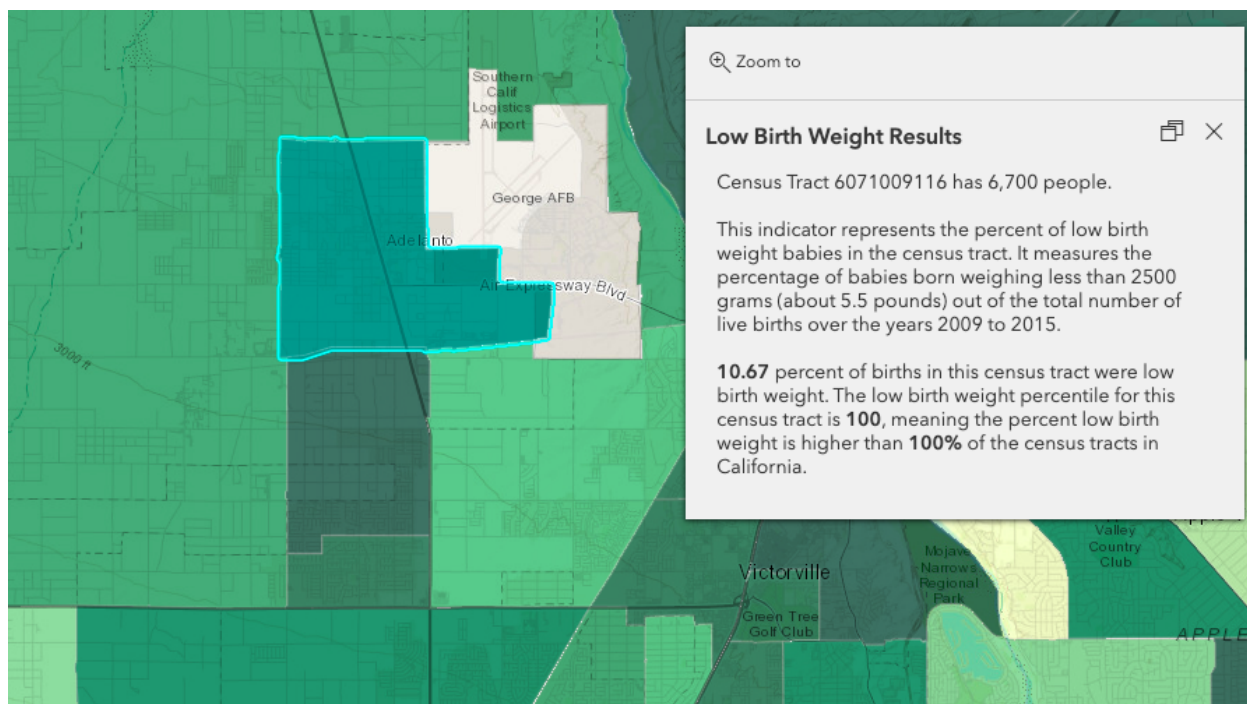 Southern
Calif
Logistics
Airport
George AFB
Adelanto
Air Expressway Blvd
3000 ft
Zoom to
Low Birth Weight Results
Census Tract 6071009116 has 6,700 people.
This indicator represents the percent of low birth
weight babies in the census tract. It measures the
percentage of babies born weighing less than 2500
grams (about 5.5 pounds) out of the total number of
live births over the years 2009 to 2015.
10.67 percent of births in this census tract were low
birth weight. The low birth weight percentile for this
census tract is 100, meaning the percent low birth
weight is higher than 100% of the census tracts in
California.
Valley
Country
Club
Mojave
Narrows
Regional
Park
Victorville
Green Tree
Golf Club
APPLE